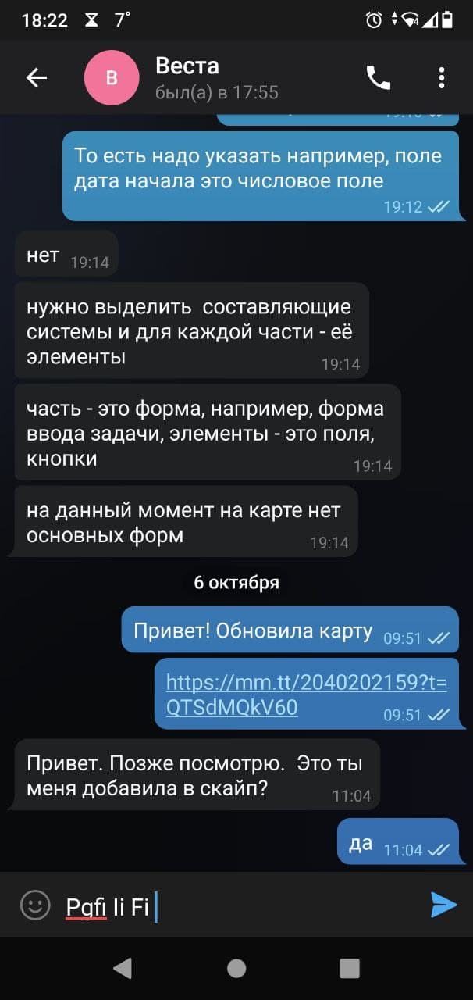 18:22 7°
В
Веста
был(а) в 17:55
То есть надо указать например, поле
дата начала это числовое поле
19:12
нет 19:14
нужно выделить составляющие
системы и для каждой части - её
элементы
19:14
часть - это форма, например, форма
ввода задачи, элементы - это поля,
кнопки
19:14
на данный момент на карте нет
основных форм
19:14
6 октября
Привет! Обновила карту 09:51
https://mm.tt/2040202159?t=
QTSdMQkV60
09:51
Привет. Позже посмотрю. Это ты
меня добавила в скайп?
11:04
да 11:04
Pgfi Ii Fi